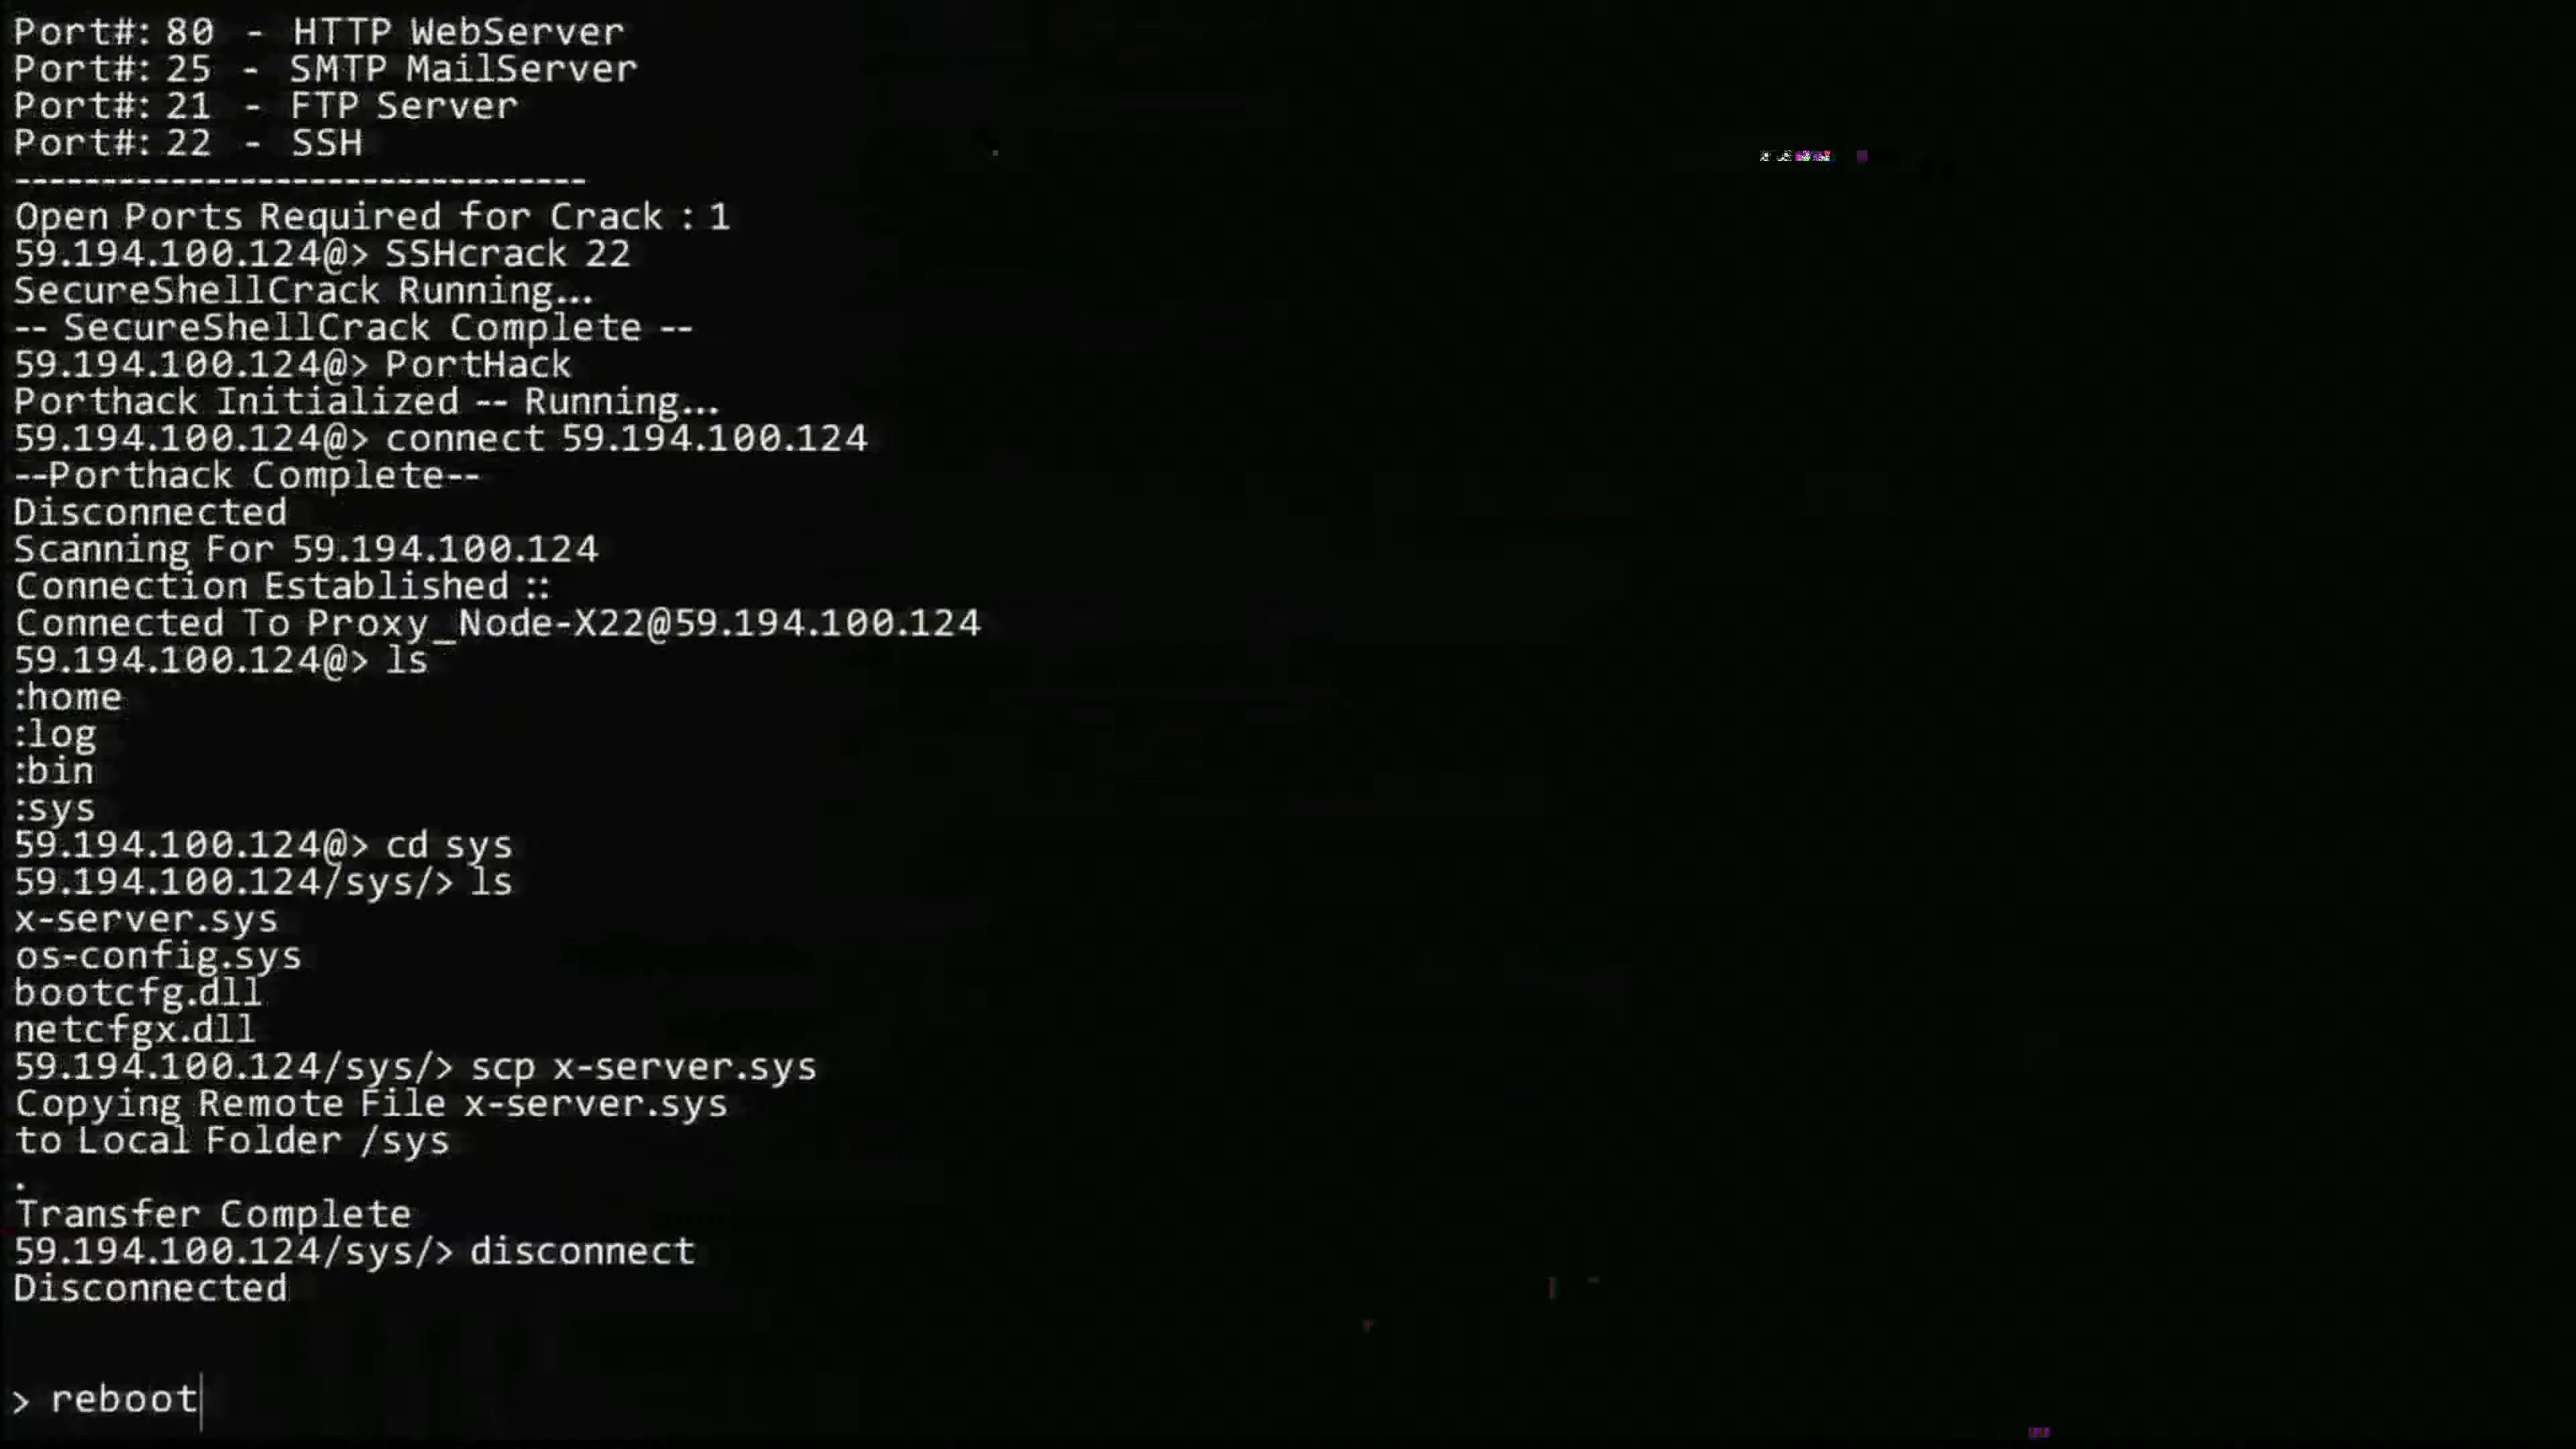 Port#: 80 - HTTP WebServer
Port#: 25 - SMTP MailServer
Port#: 21 - FTP Server
Port#: 22 - SSH
---------------------------------
Open Ports Required for Crack : 1
59.194.100.124@> SSHcrack 22
SecureShellCrack Running...
-- SecureShellCrack Complete --
59.194.100.124@> PortHack
Porthack Initialized -- Running...
59.194.100.124@> connect 59.194.100.124
--Porthack Complete--
Disconnected
Scanning For 59.194.100.124
Connection Established ::
Connected To Proxy_Node-X22@59.194.100.124
59.194.100.124@> ls
:home
:log
:bin
:sys
59.194.100.124@> cd sys
59.194.100.124/sys/> ls
x-server.sys
os-config.sys
bootcfg.dll
netcfgx.dll
59.194.100.124/sys/> scp x-server.sys
Copying Remote File x-server.sys
to Local Folder /sys
.
Transfer Complete
59.194.100.124/sys/> disconnect
Disconnected
> reboot